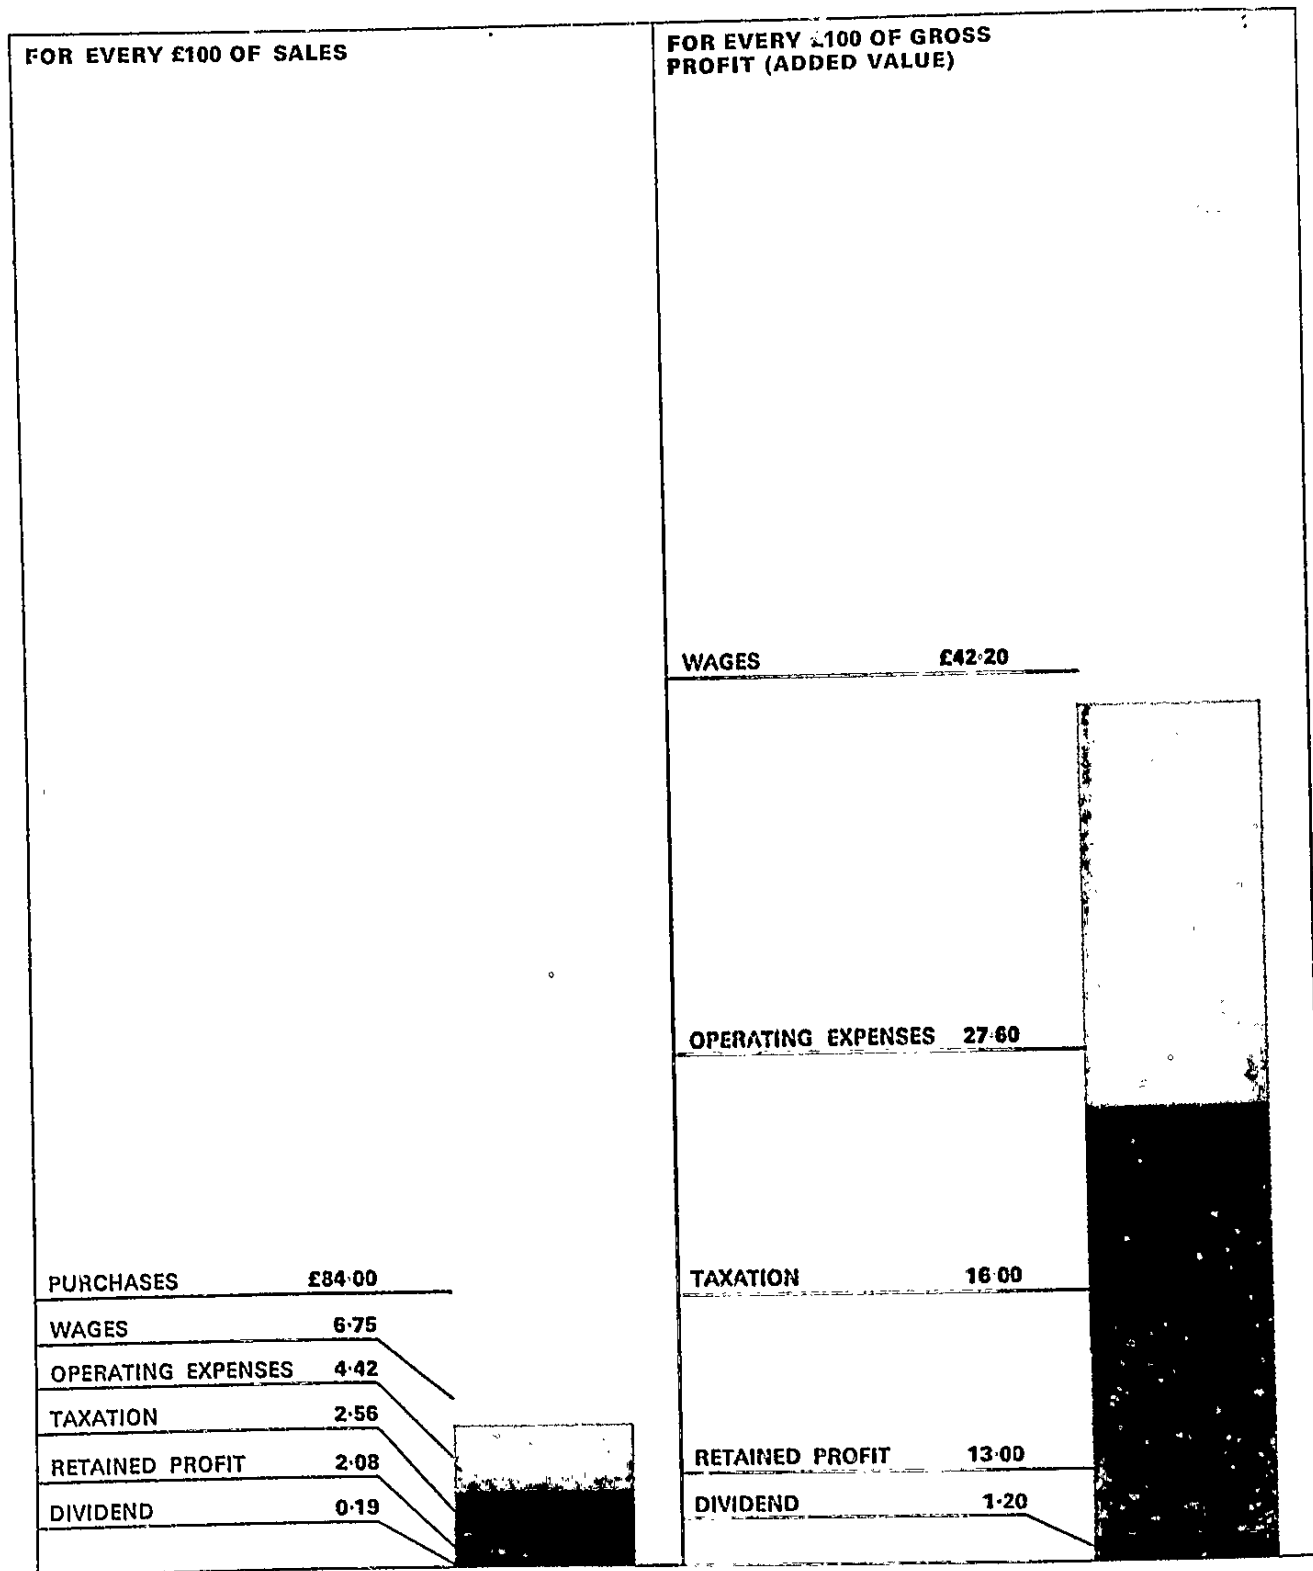 FOR EVERY £100 OF SALES
PURCHASES £84·00
WAGES 6·75
OPERATING EXPENSES 4·42
TAXATION 2·56
RETAINED PROFIT 2·08
DIVIDEND 0·19
FOR EVERY £100 OF GROSS
PROFIT (ADDED VALUE)
WAGES £42·20
OPERATING EXPENSES 27·60
TAXATION 16·00
RETAINED PROFIT 13·00
DIVIDEND 1·20